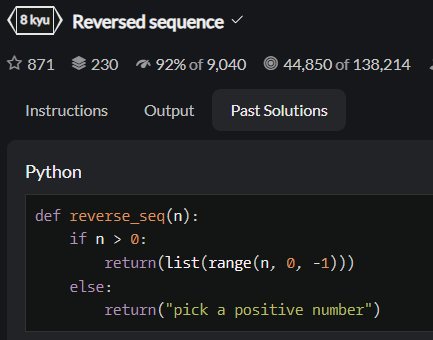 8 kyu Reversed sequence
871 230 92% of 9,040 44,850 of 138,214
Instructions Output Past Solutions
Python
def reverse_seq(n):
    if n > 0:
        return(list(range(n, 0, -1)))
    else:
        return("pick a positive number")